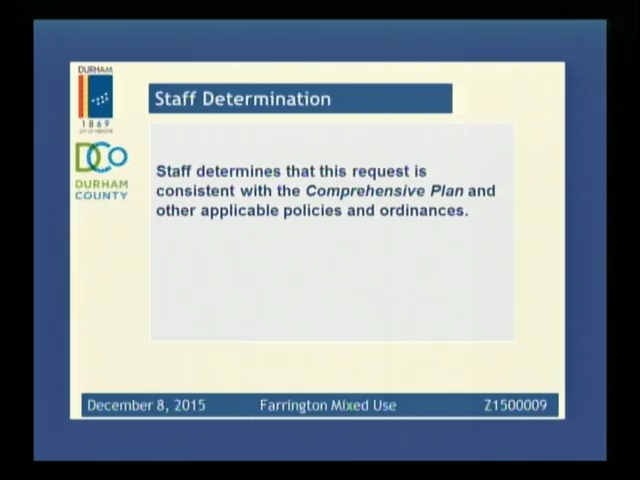 DURHAM
1869
CITY OF MEDICINE
DCo
DURHAM
COUNTY
Staff Determination
Staff determines that this request is
consistent with the Comprehensive Plan and
other applicable policies and ordinances.
December 8, 2015 Farrington Mixed Use Z1500009